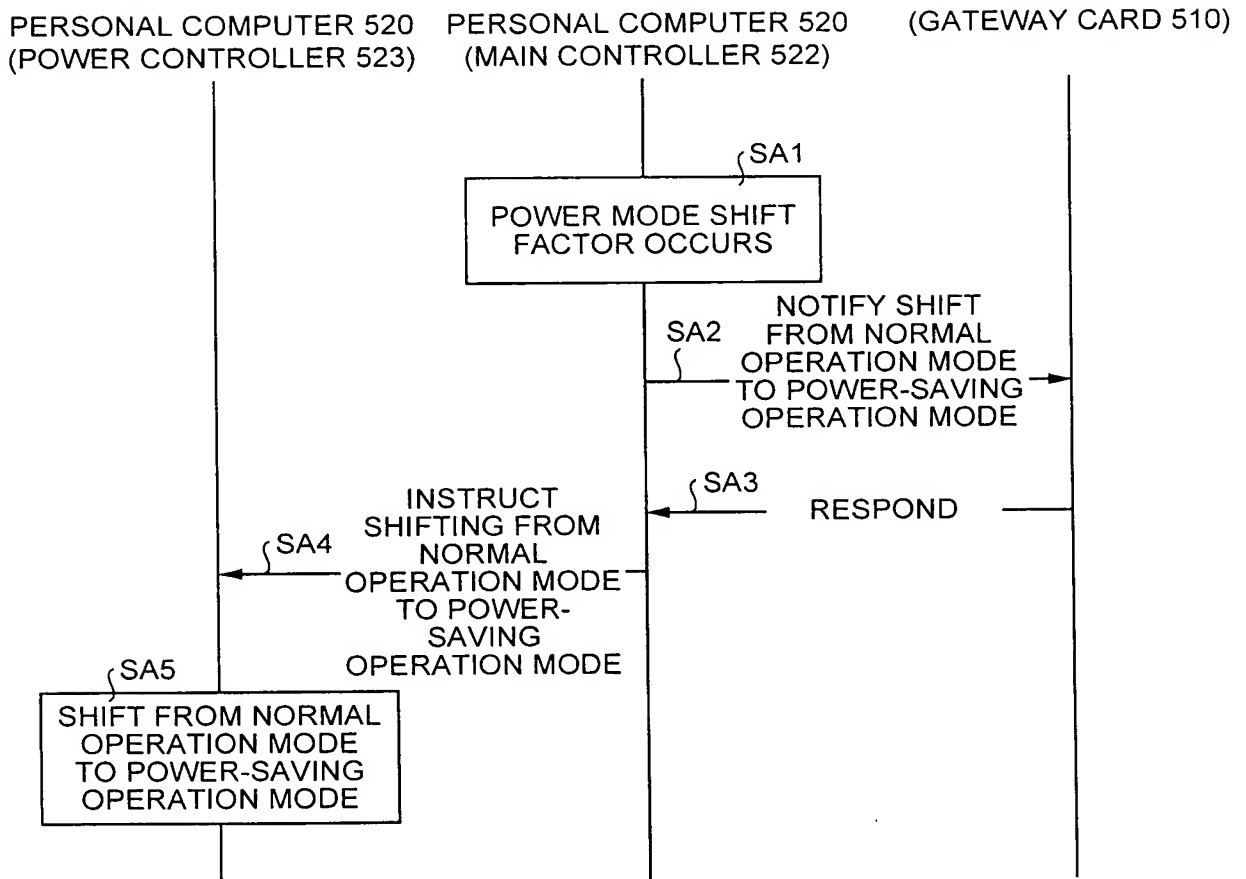 PERSONAL COMPUTER 520
(POWER CONTROLLER 523)
PERSONAL COMPUTER 520
(MAIN CONTROLLER 522)
(GATEWAY CARD 510)
SA1
POWER MODE SHIFT
FACTOR OCCURS
SA2
NOTIFY SHIFT
FROM NORMAL
OPERATION MODE
TO POWER-SAVING
OPERATION MODE
SA3
RESPOND
SA4
INSTRUCT
SHIFTING FROM
NORMAL
OPERATION MODE
TO POWER-
SAVING
OPERATION MODE
SA5
SHIFT FROM NORMAL
OPERATION MODE
TO POWER-SAVING
OPERATION MODE